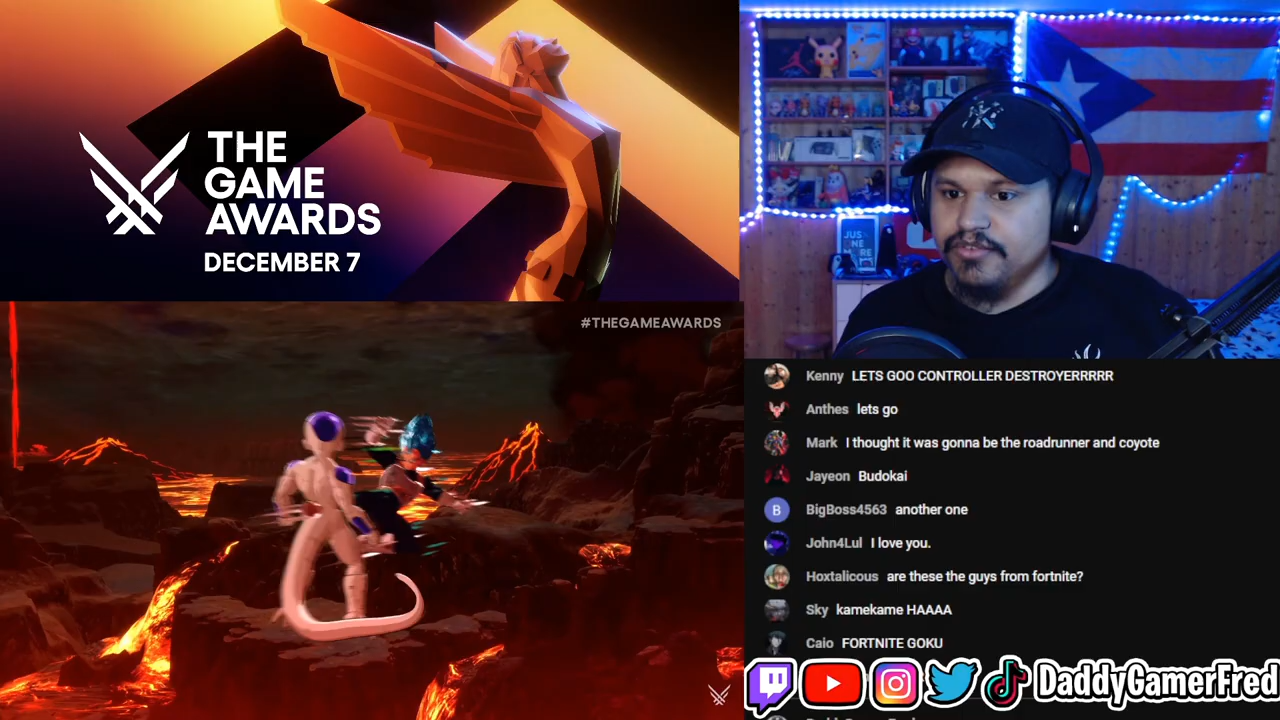 THE
GAME
AWARDS
DECEMBER 7
#THEGAMEAWARDS
Kenny LETS GOO CONTROLLER DESTROYERRRRR
Anthes lets go
Mark I thought it was gonna be the roadrunner and coyote
Jayeon Budokai
B BigBoss4563 another one
John4Lul I love you.
Hoxtalicous are these the guys from fortnite?
Sky kamekame HAAAA
Caio FORTNITE GOKU
DaddyGamerFred